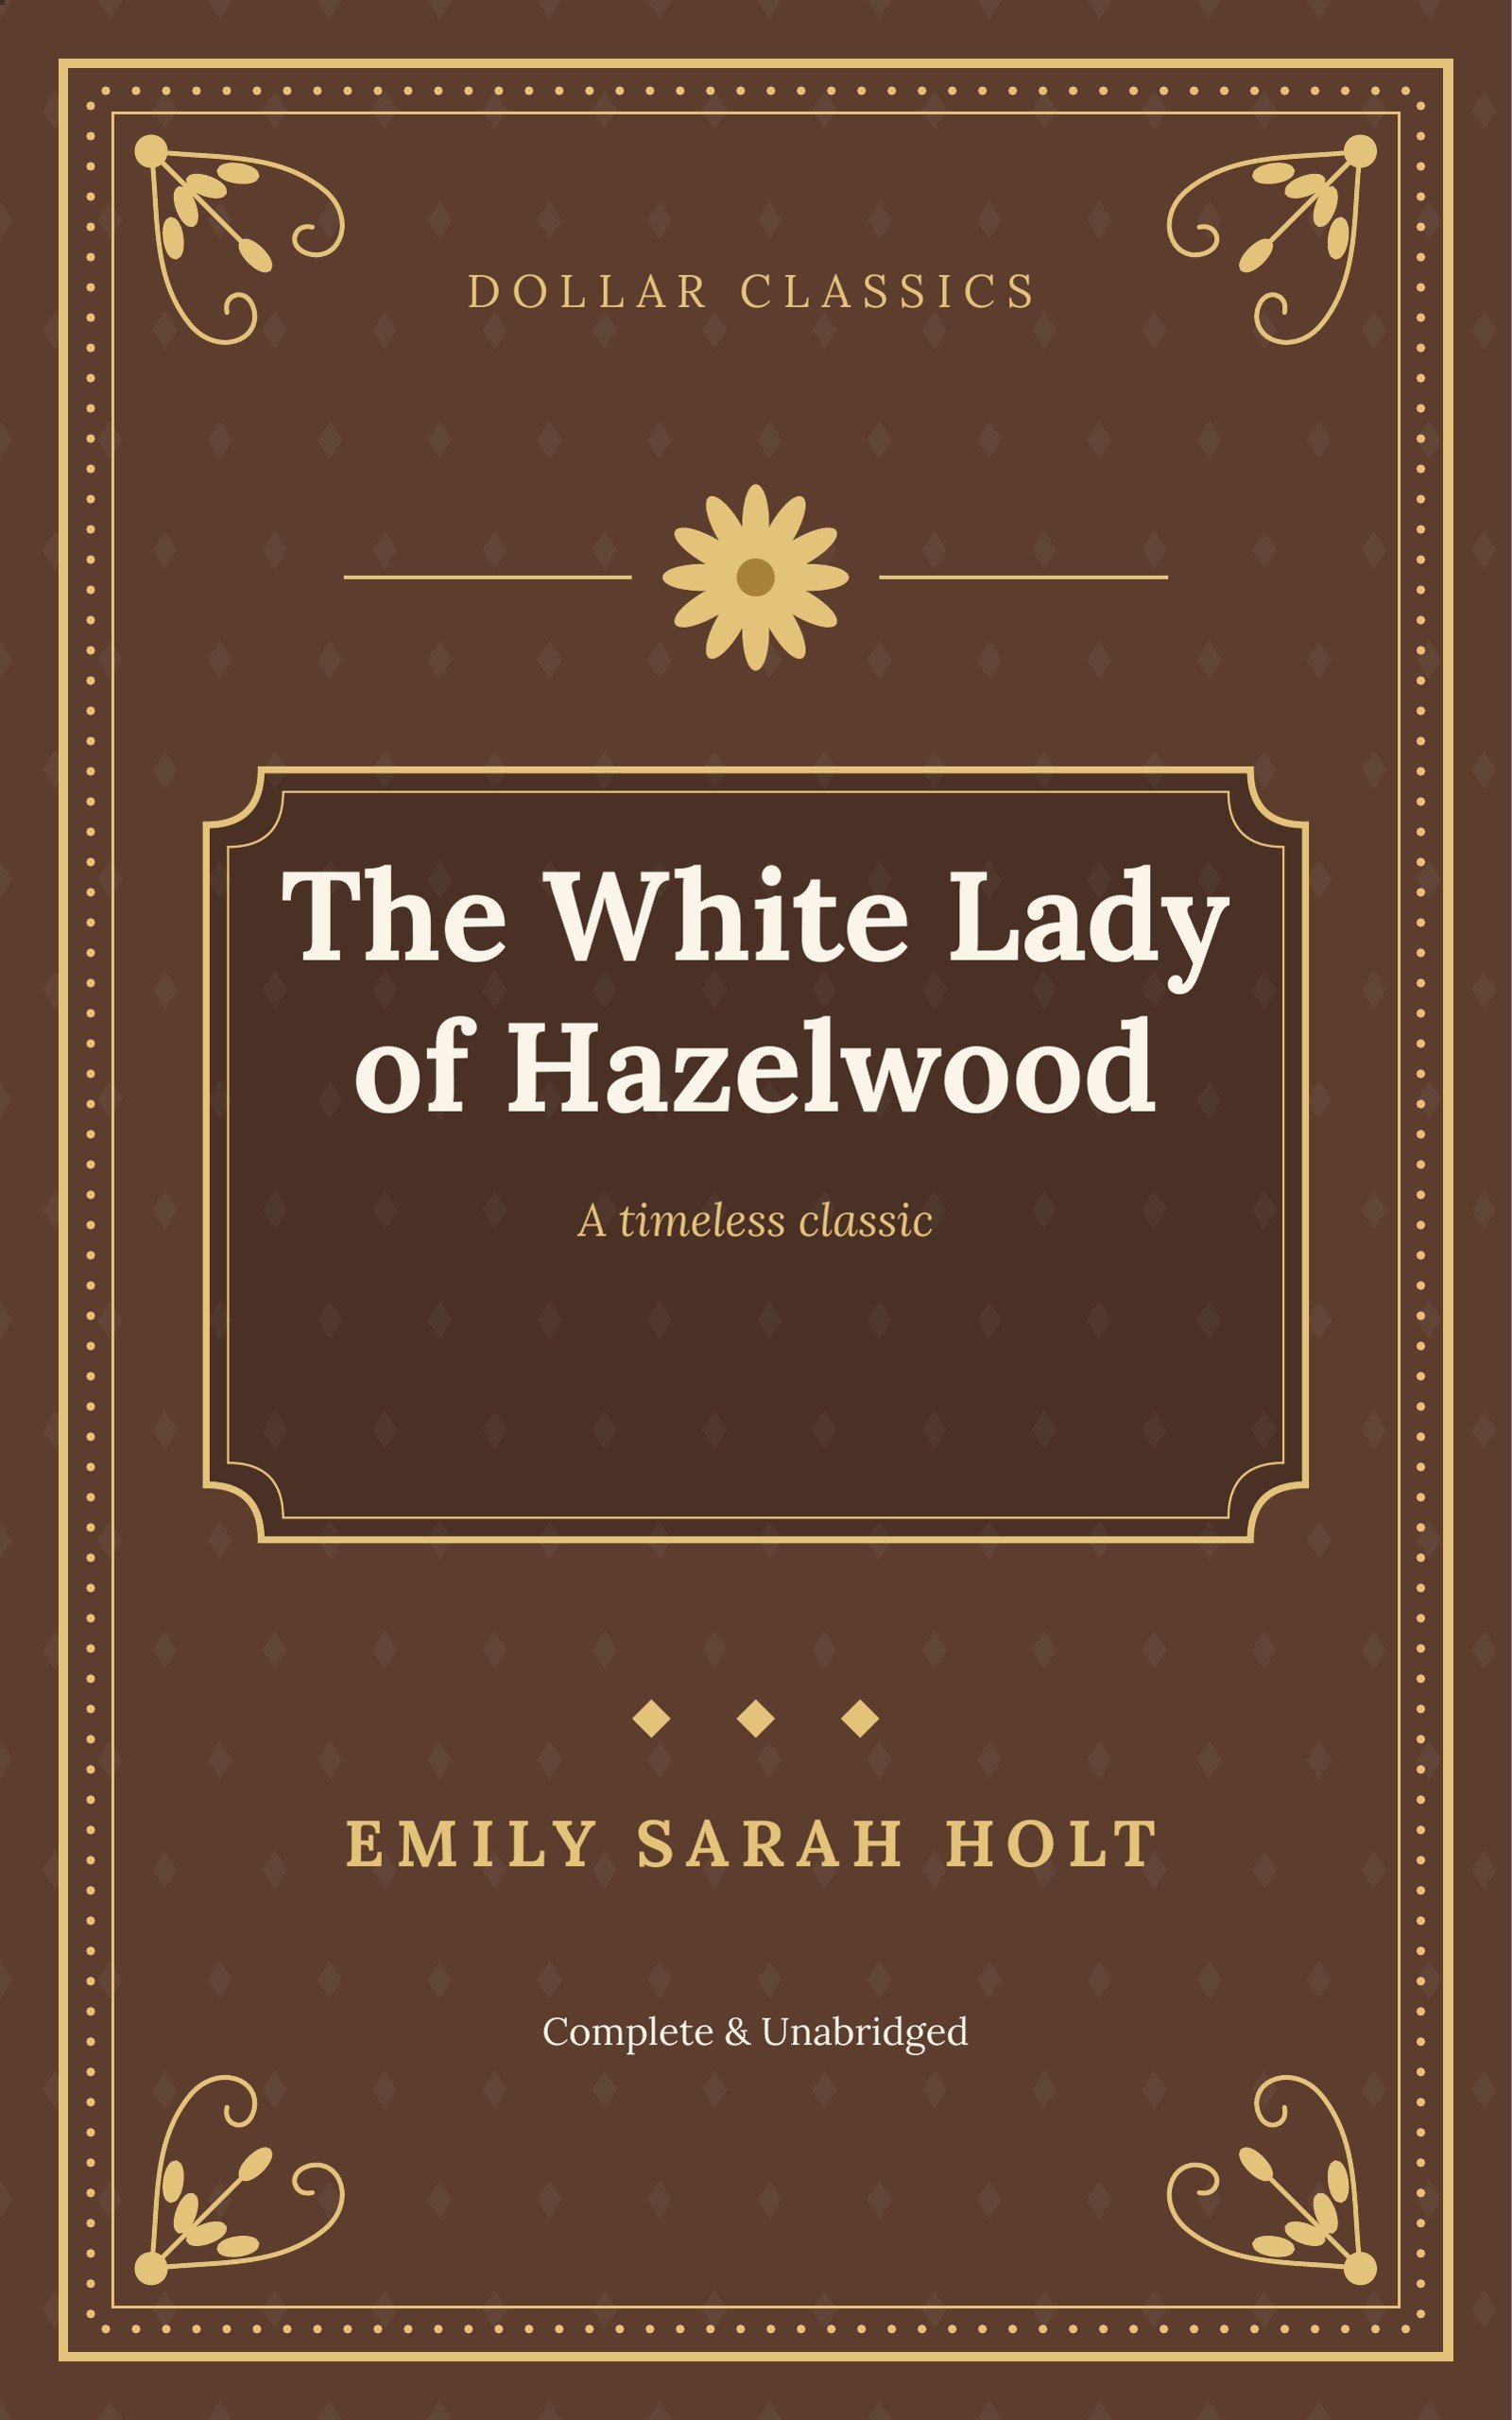 DOLLAR CLASSICS
The White Lady
of Hazelwood
A timeless classic
EMILY SARAH HOLT
Complete & Unabridged